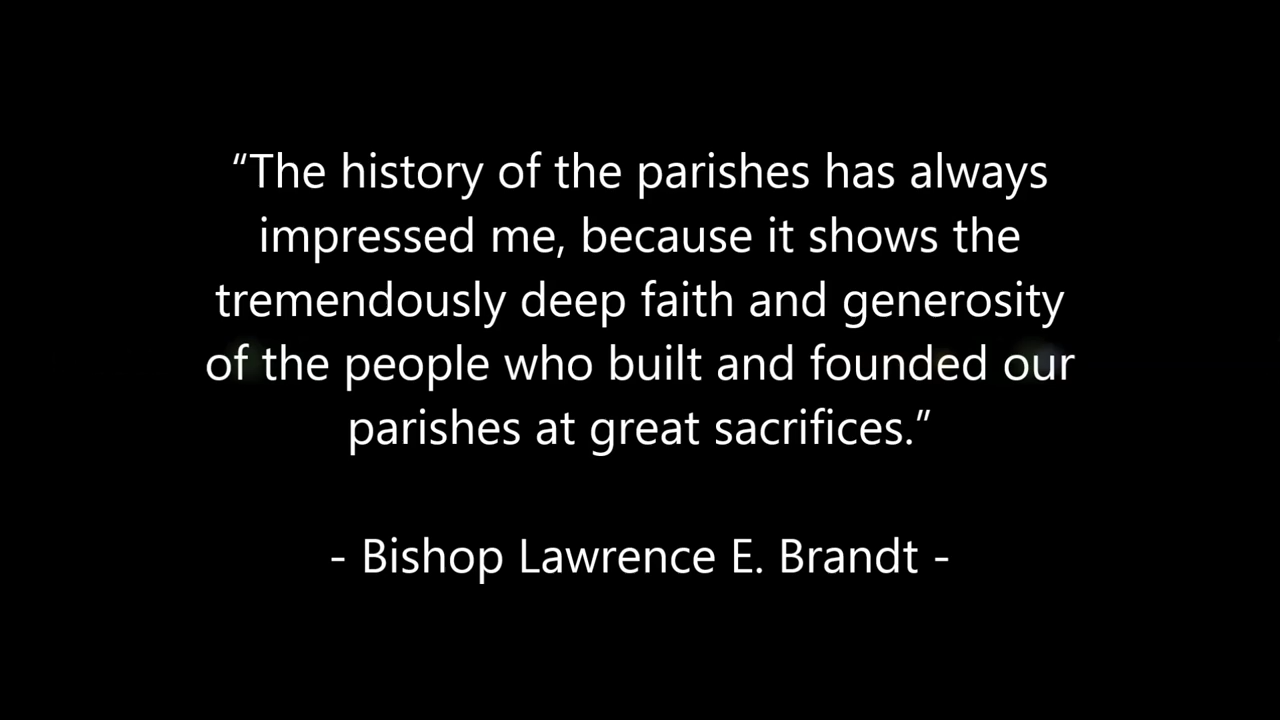 “The history of the parishes has always
impressed me, because it shows the
tremendously deep faith and generosity
of the people who built and founded our
parishes at great sacrifices.”
- Bishop Lawrence E. Brandt -